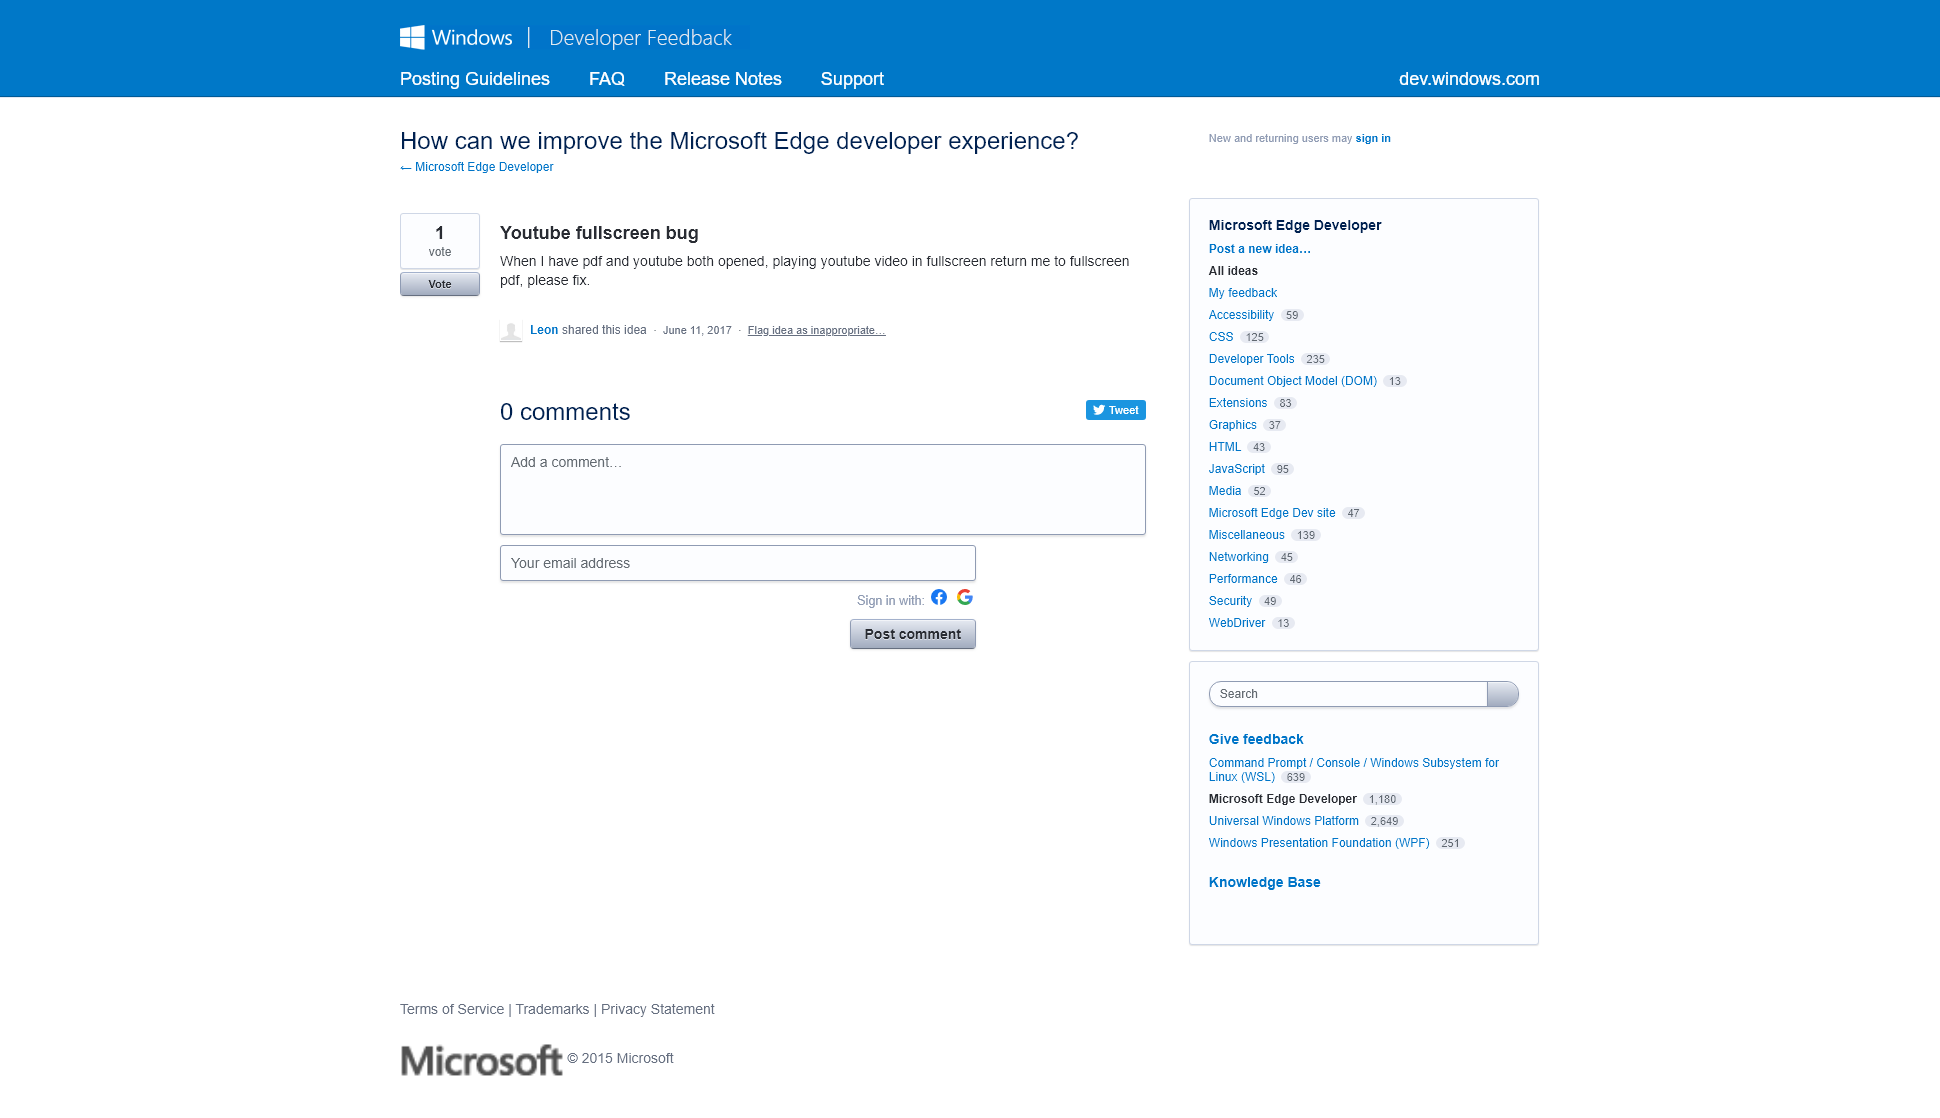 Windows | Developer Feedback
Posting Guidelines FAQ Release Notes Support dev.windows.com
How can we improve the Microsoft Edge developer experience?
← Microsoft Edge Developer
New and returning users may sign in
1
vote
Vote
Youtube fullscreen bug
When I have pdf and youtube both opened, playing youtube video in fullscreen return me to fullscreen
pdf, please fix.
Leon shared this idea · June 11, 2017 · Flag idea as inappropriate…
0 comments
Tweet
Add a comment…
Your email address
Sign in with:
Post comment
Microsoft Edge Developer
Post a new idea…
All ideas
My feedback
Accessibility 59
CSS 125
Developer Tools 235
Document Object Model (DOM) 13
Extensions 83
Graphics 37
HTML 43
JavaScript 95
Media 52
Microsoft Edge Dev site 47
Miscellaneous 139
Networking 45
Performance 46
Security 49
WebDriver 13
Search
Give feedback
Command Prompt / Console / Windows Subsystem for
Linux (WSL) 639
Microsoft Edge Developer 1,180
Universal Windows Platform 2,649
Windows Presentation Foundation (WPF) 251
Knowledge Base
Terms of Service | Trademarks | Privacy Statement
Microsoft © 2015 Microsoft